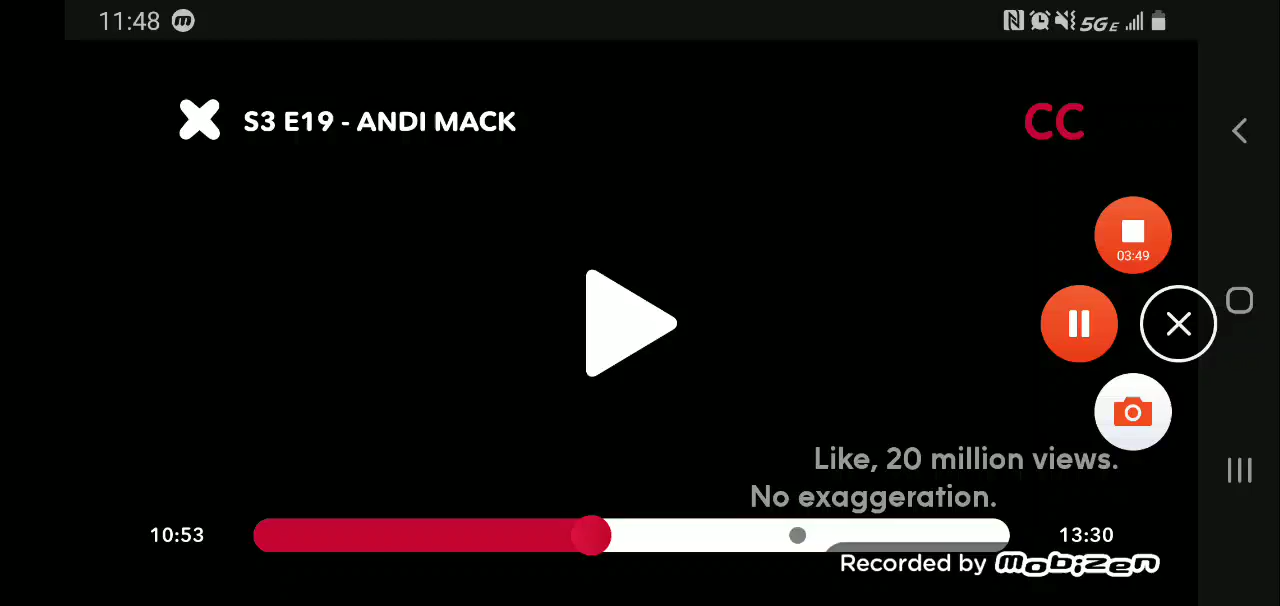 11:48 m
5GE
S3 E19 - ANDI MACK
CC
03:49
Like, 20 million views.
No exaggeration.
10:53
13:30
Recorded by mobizen